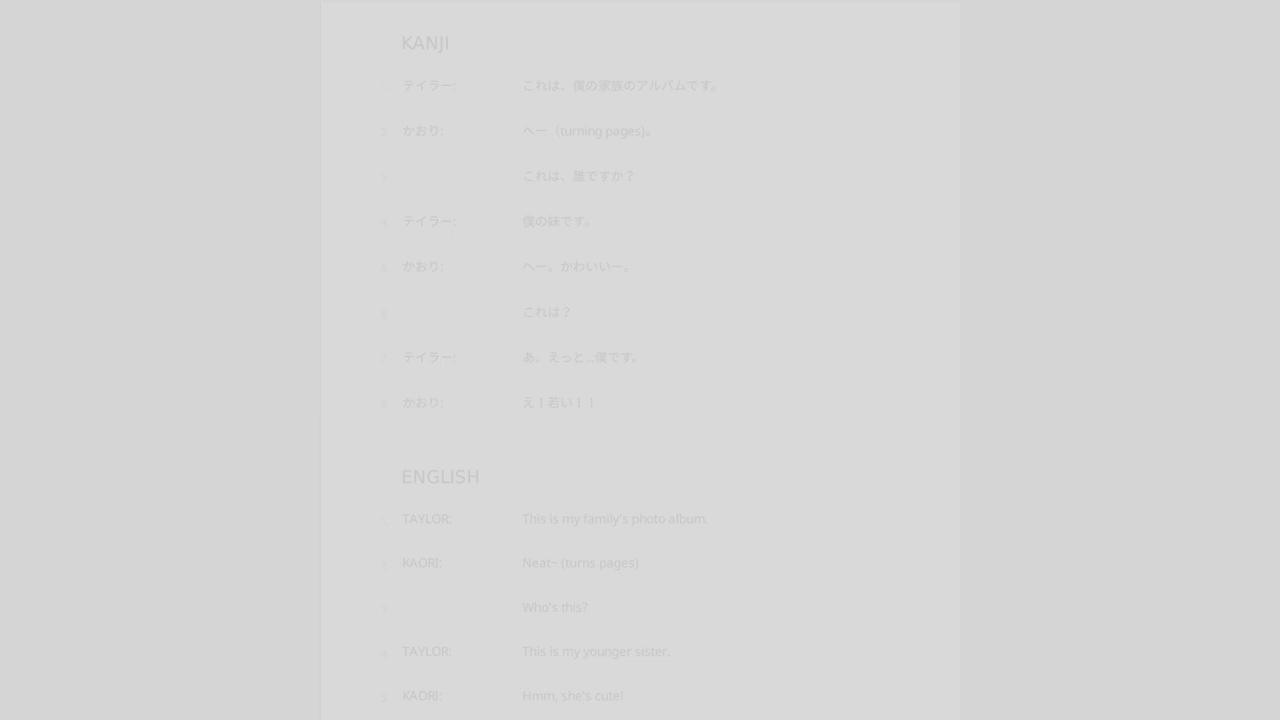 KANJI
1. テイラー: これは、僕の家族のアルバムです。
2. かおり: へー（turning pages)。
3. これは、誰ですか？
4. テイラー: 僕の妹です。
5. かおり: へー。かわいいー。
6. これは？
7. テイラー: あ。えっと...僕です。
8. かおり: え！若い！！
ENGLISH
1. TAYLOR: This is my family's photo album.
2. KAORI: Neat~ (turns pages)
3. Who's this?
4. TAYLOR: This is my younger sister.
5. KAORI: Hmm, she's cute!